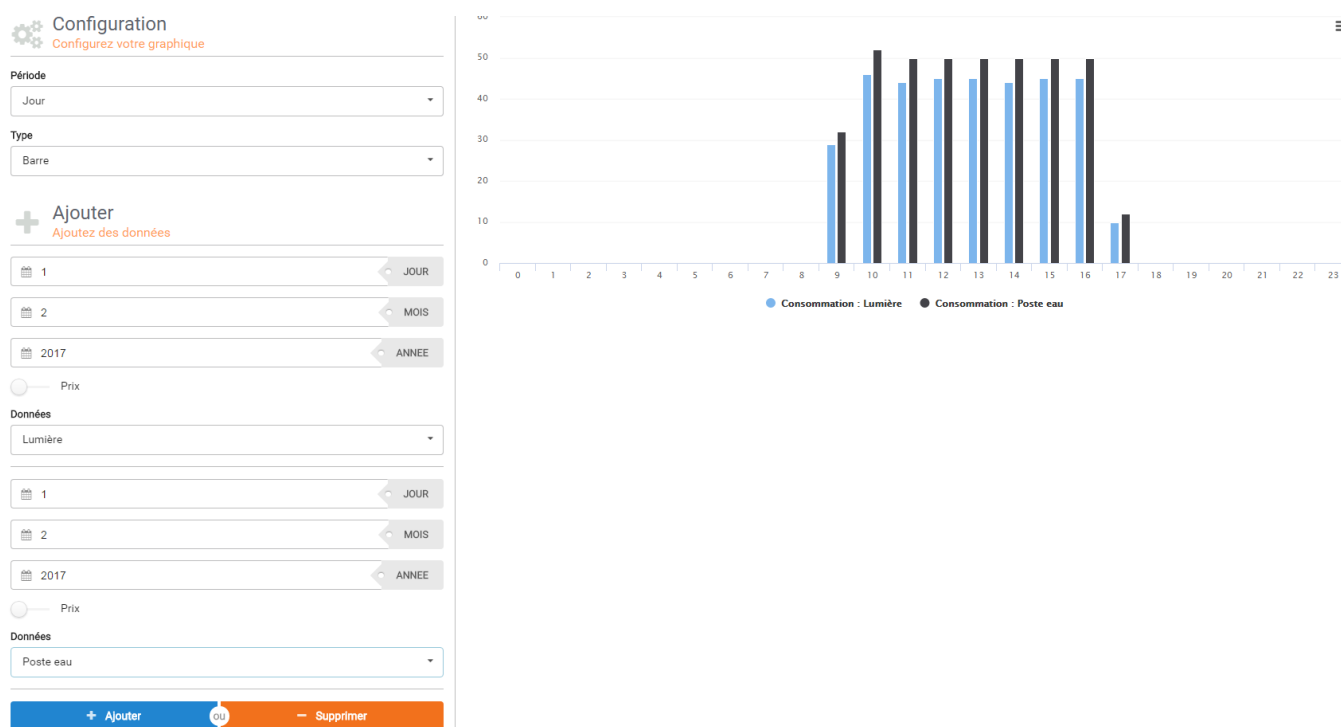 Configuration
Configurez votre graphique
Période
Jour
Type
Barre
Ajouter
Ajoutez des données
1 JOUR
2 MOIS
2017 ANNEE
Prix
Données
Lumière
1 JOUR
2 MOIS
2017 ANNEE
Prix
Données
Poste eau
+ Ajouter ou − Supprimer
60
50
40
30
20
10
0
0 1 2 3 4 5 6 7 8 9 10 11 12 13 14 15 16 17 18 19 20 21 22 23
Consommation : Lumière Consommation : Poste eau